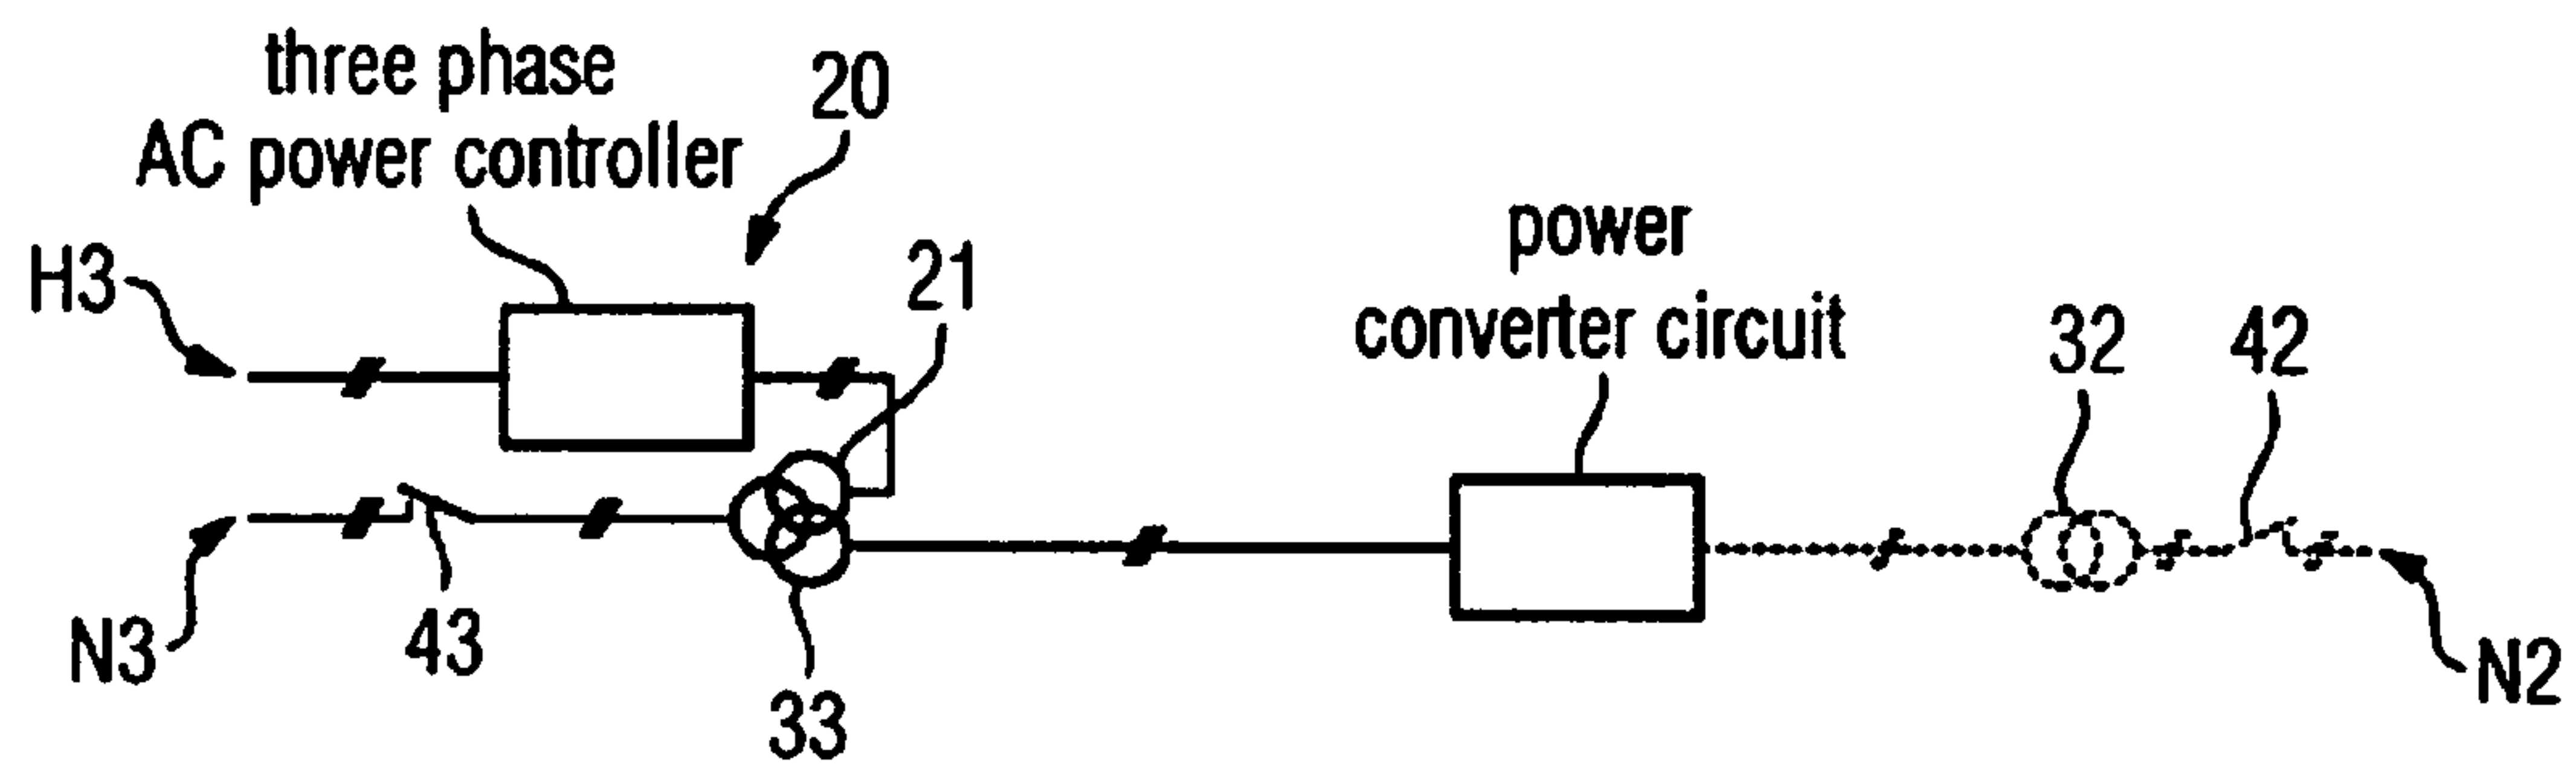 three phase
AC power controller
20
H3
21
power
converter circuit
32
42
N3
43
33
N2